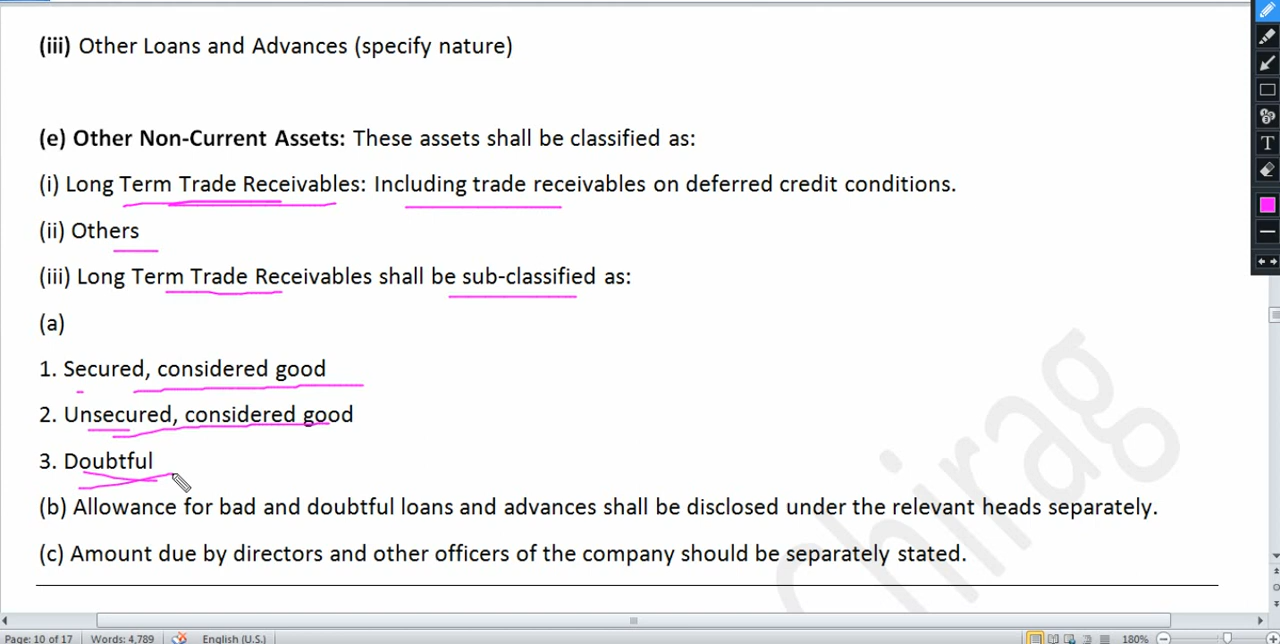 (iii) Other Loans and Advances (specify nature)
(e) Other Non-Current Assets: These assets shall be classified as:
(i) Long Term Trade Receivables: Including trade receivables on deferred credit conditions.
(ii) Others
(iii) Long Term Trade Receivables shall be sub-classified as:
(a)
1. Secured, considered good
2. Unsecured, considered good
3. Doubtful
(b) Allowance for bad and doubtful loans and advances shall be disclosed under the relevant heads separately.
(c) Amount due by directors and other officers of the company should be separately stated.
Chirag
Page: 10 of 17 Words: 4,789 English (U.S.) 180%
T